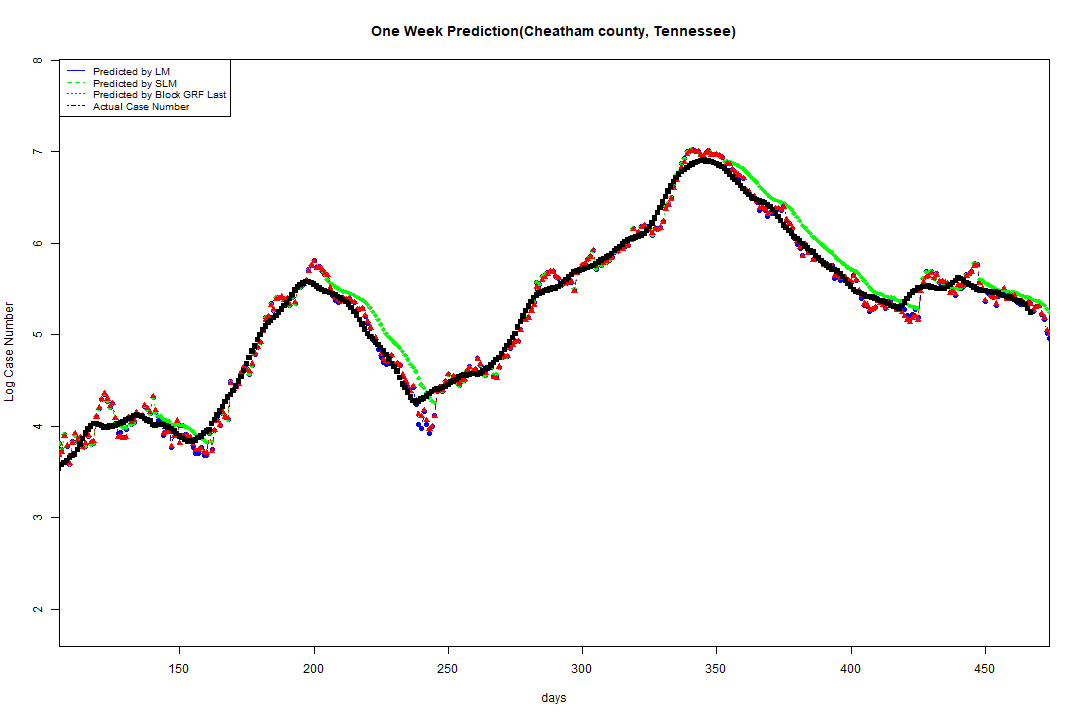 One Week Prediction(Cheatham county, Tennessee)
Predicted by LM
Predicted by SLM
Predicted by Block GRF Last
Actual Case Number
Log Case Number
8
7
6
5
4
3
2
150 200 250 300 350 400 450
days